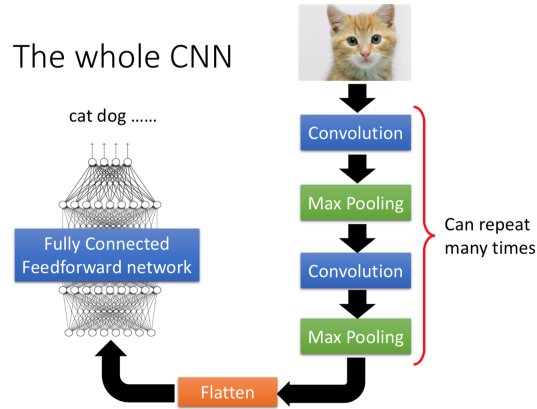 The whole CNN
cat dog ......
Convolution
Max Pooling
Convolution
Max Pooling
Can repeat
many times
Flatten
Fully Connected
Feedforward network